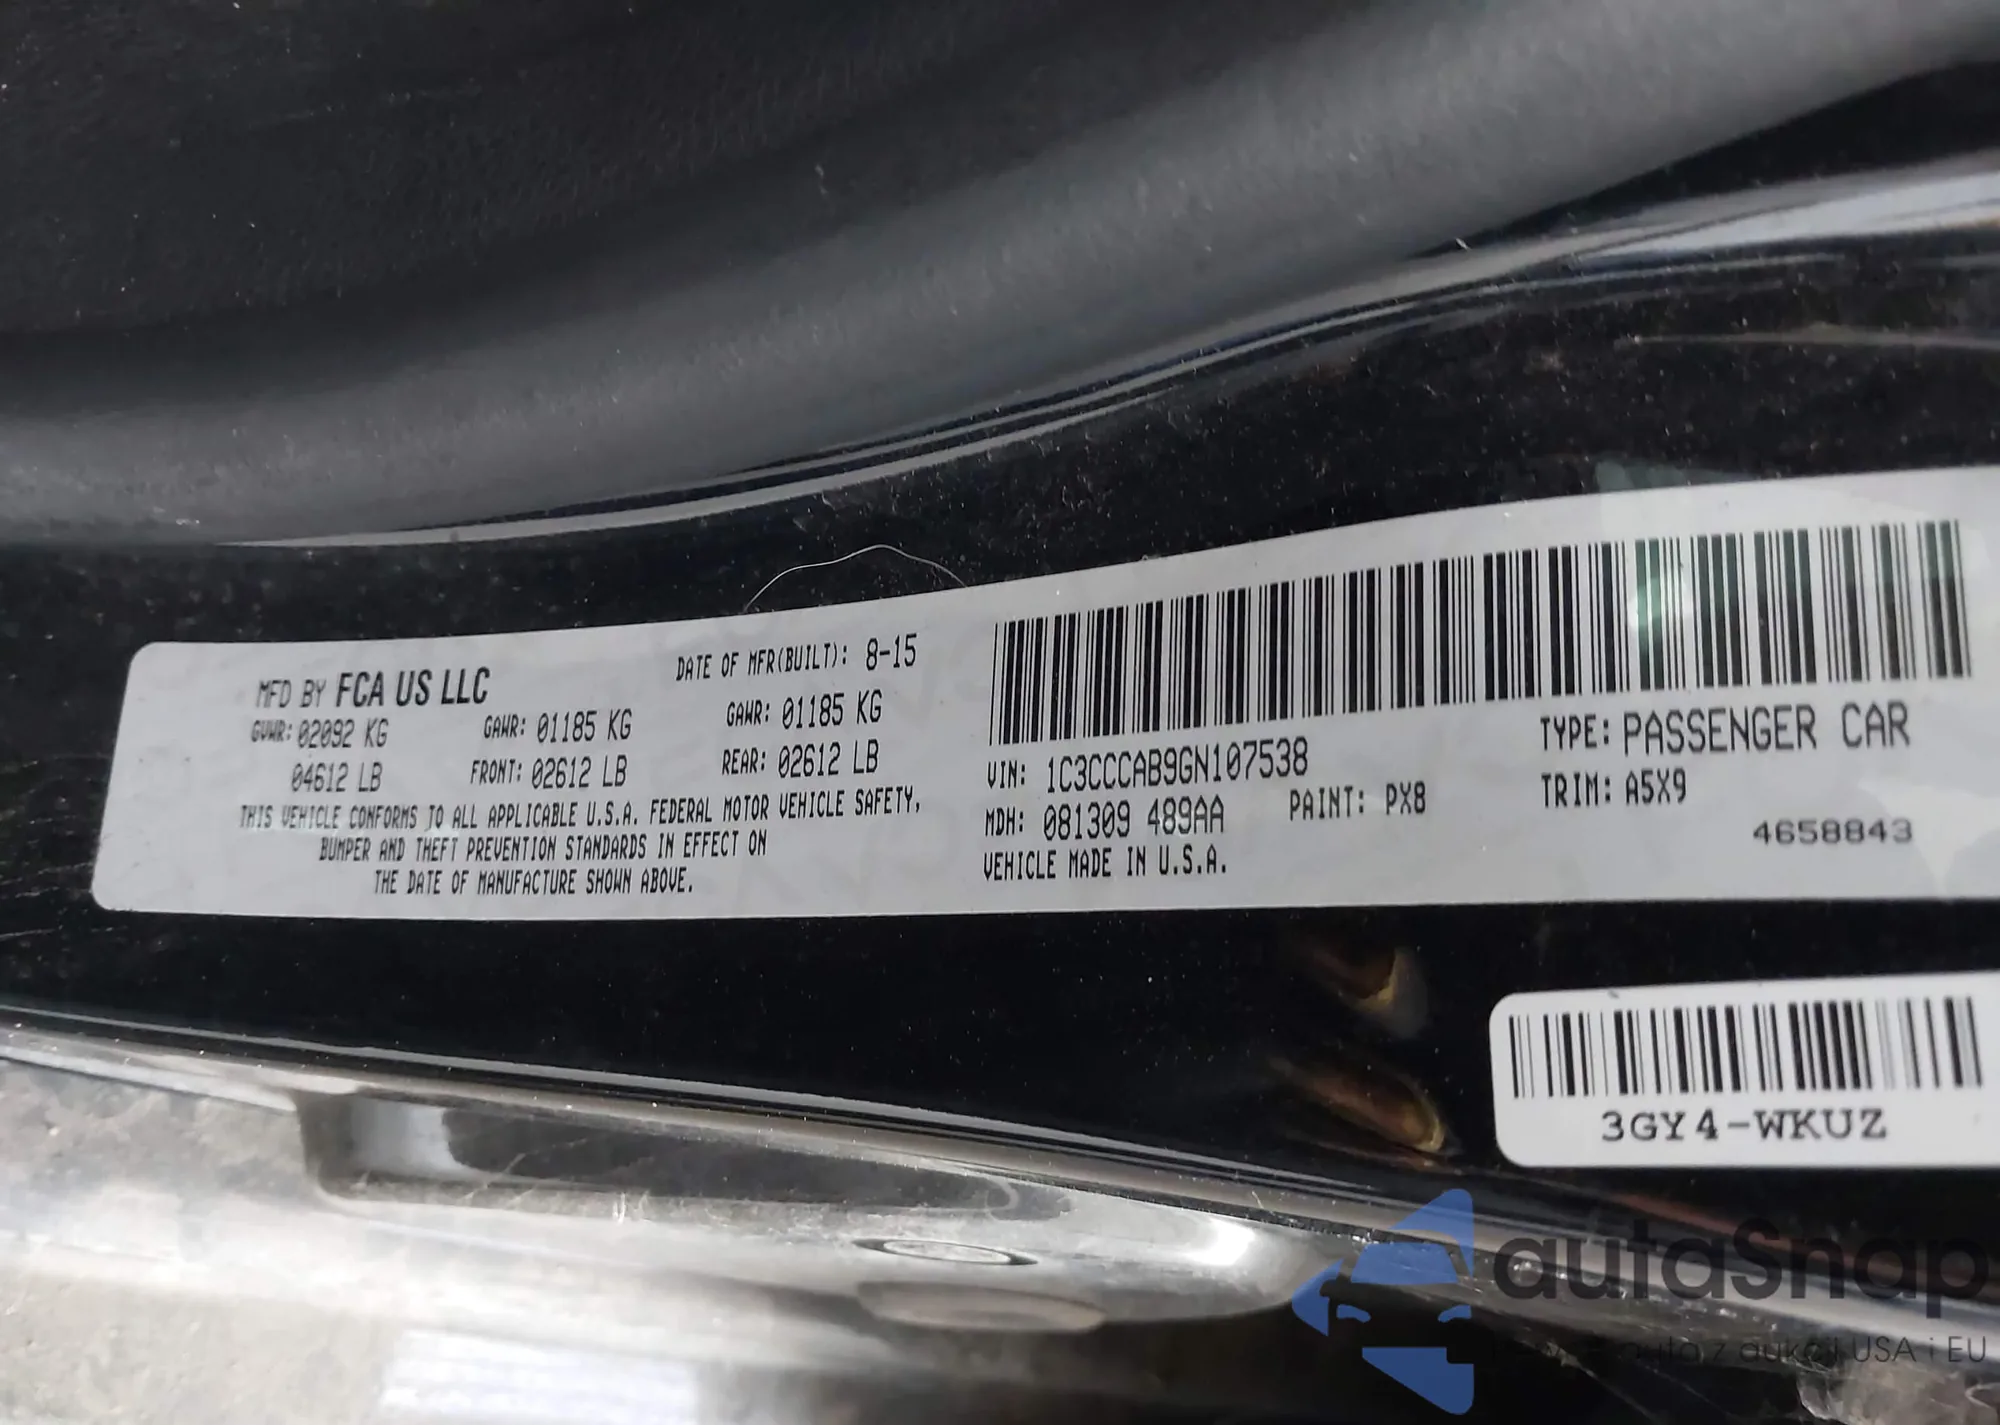 MFD BY FCA US LLC
DATE OF MFR(BUILT): 8-15
GVWR: 02092 KG
GAWR: 01185 KG
GAWR: 01185 KG
04612 LB
FRONT: 02612 LB
REAR: 02612 LB
THIS VEHICLE CONFORMS TO ALL APPLICABLE U.S.A. FEDERAL MOTOR VEHICLE SAFETY,
BUMPER AND THEFT PREVENTION STANDARDS IN EFFECT ON
THE DATE OF MANUFACTURE SHOWN ABOVE.
VIN: 1C3CCCAB9GN107538
TYPE: PASSENGER CAR
MDH: 081309 489AA
PAINT: PX8
TRIM: A5X9
VEHICLE MADE IN U.S.A.
4658843
3GY4-WKUZ
autaSnap
z aukcji USA i EU